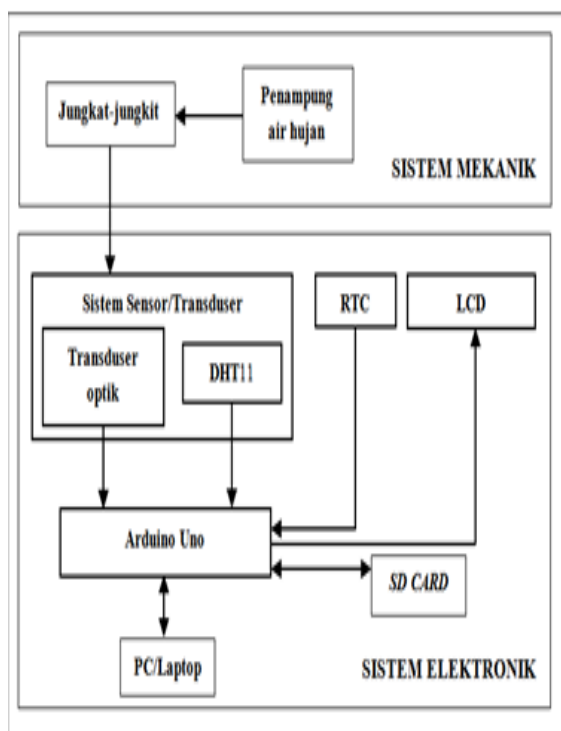 Jungkat-jungkit
Penampung
air hujan
SISTEM MEKANIK
Sistem Sensor/Transduser
Transduser
optik
DHT11
RTC
LCD
Arduino Uno
SD CARD
PC/Laptop
SISTEM ELEKTRONIK